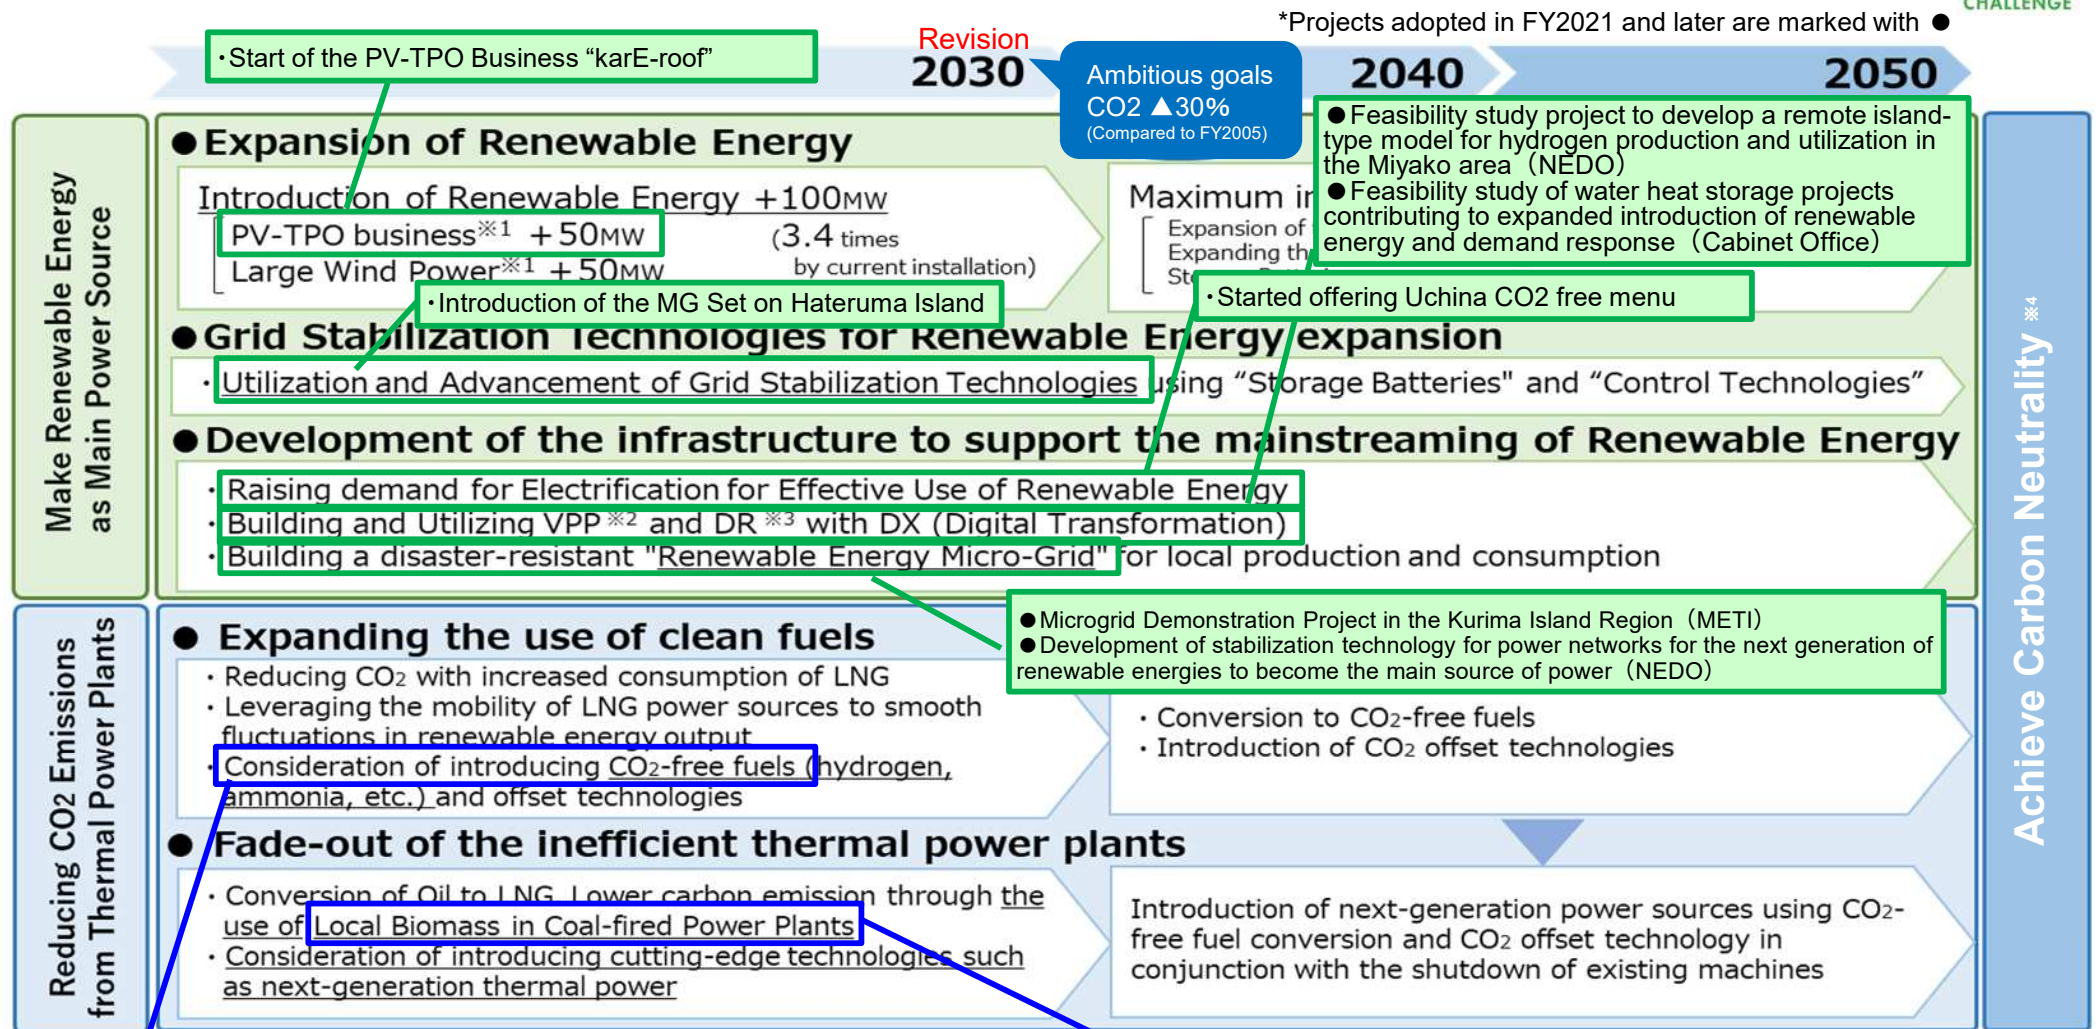 CHALLENGE
*Projects adopted in FY2021 and later are marked with ●
・Start of the PV-TPO Business “karE-roof”
Revision
2030
2040
2050
Ambitious goals
CO2 ▲30%
(Compared to FY2005)
Make Renewable Energy
as Main Power Source
●Expansion of Renewable Energy
Introduction of Renewable Energy +100MW
PV-TPO business※1 +50MW
(3.4 times
Large Wind Power※1 +50MW
by current installation)
Maximum
Expansion of
Expanding
●Feasibility study project to develop a remote island-
type model for hydrogen production and utilization in
the Miyako area（NEDO）
●Feasibility study of water heat storage projects
contributing to expanded introduction of renewable
energy and demand response（Cabinet Office）
・Introduction of the MG Set on Hateruma Island
・Started offering Uchina CO2 free menu
●Grid Stabilization Technologies for Renewable Energy expansion
・Utilization and Advancement of Grid Stabilization Technologies using “Storage Batteries" and “Control Technologies”
●Development of the infrastructure to support the mainstreaming of Renewable Energy
・Raising demand for Electrification for Effective Use of Renewable Energy
・Building and Utilizing VPP※2 and DR※3 with DX (Digital Transformation)
・Building a disaster-resistant "Renewable Energy Micro-Grid" for local production and consumption
●Microgrid Demonstration Project in the Kurima Island Region（METI）
●Development of stabilization technology for power networks for the next generation of
renewable energies to become the main source of power（NEDO）
Reducing CO2 Emissions
from Thermal Power Plants
● Expanding the use of clean fuels
・Reducing CO2 with increased consumption of LNG
・Leveraging the mobility of LNG power sources to smooth
fluctuations in renewable energy output
・Consideration of introducing CO2-free fuels (hydrogen,
ammonia, etc.) and offset technologies
・Conversion to CO2-free fuels
・Introduction of CO2 offset technologies
● Fade-out of the inefficient thermal power plants
・Conversion of Oil to LNG, Lower carbon emission through the
use of Local Biomass in Coal-fired Power Plants
・Consideration of introducing cutting-edge technologies such
as next-generation thermal power
Introduction of next-generation power sources using CO2-
free fuel conversion and CO2 offset technology in
conjunction with the shutdown of existing machines
Achieve Carbon Neutrality ※4